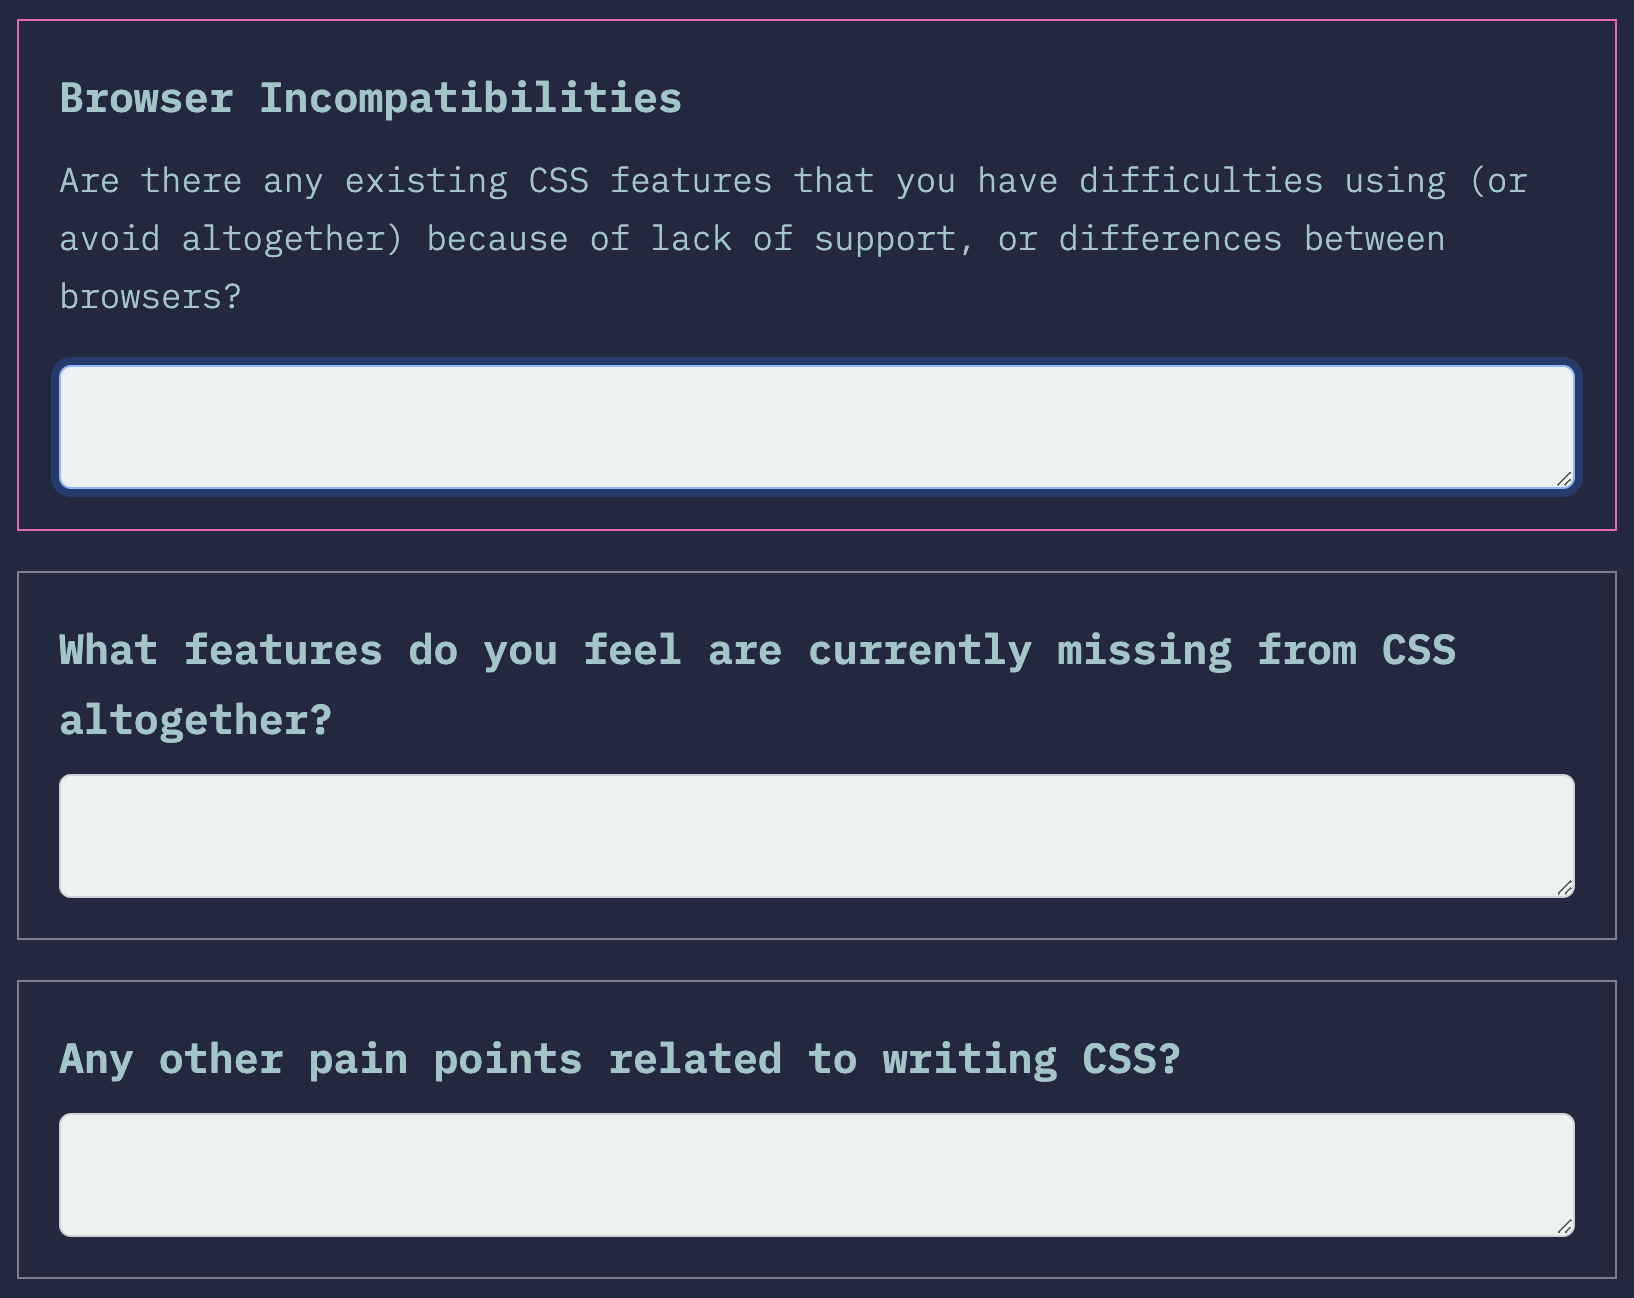 Browser Incompatibilities
Are there any existing CSS features that you have difficulties using (or
avoid altogether) because of lack of support, or differences between
browsers?
What features do you feel are currently missing from CSS
altogether?
Any other pain points related to writing CSS?